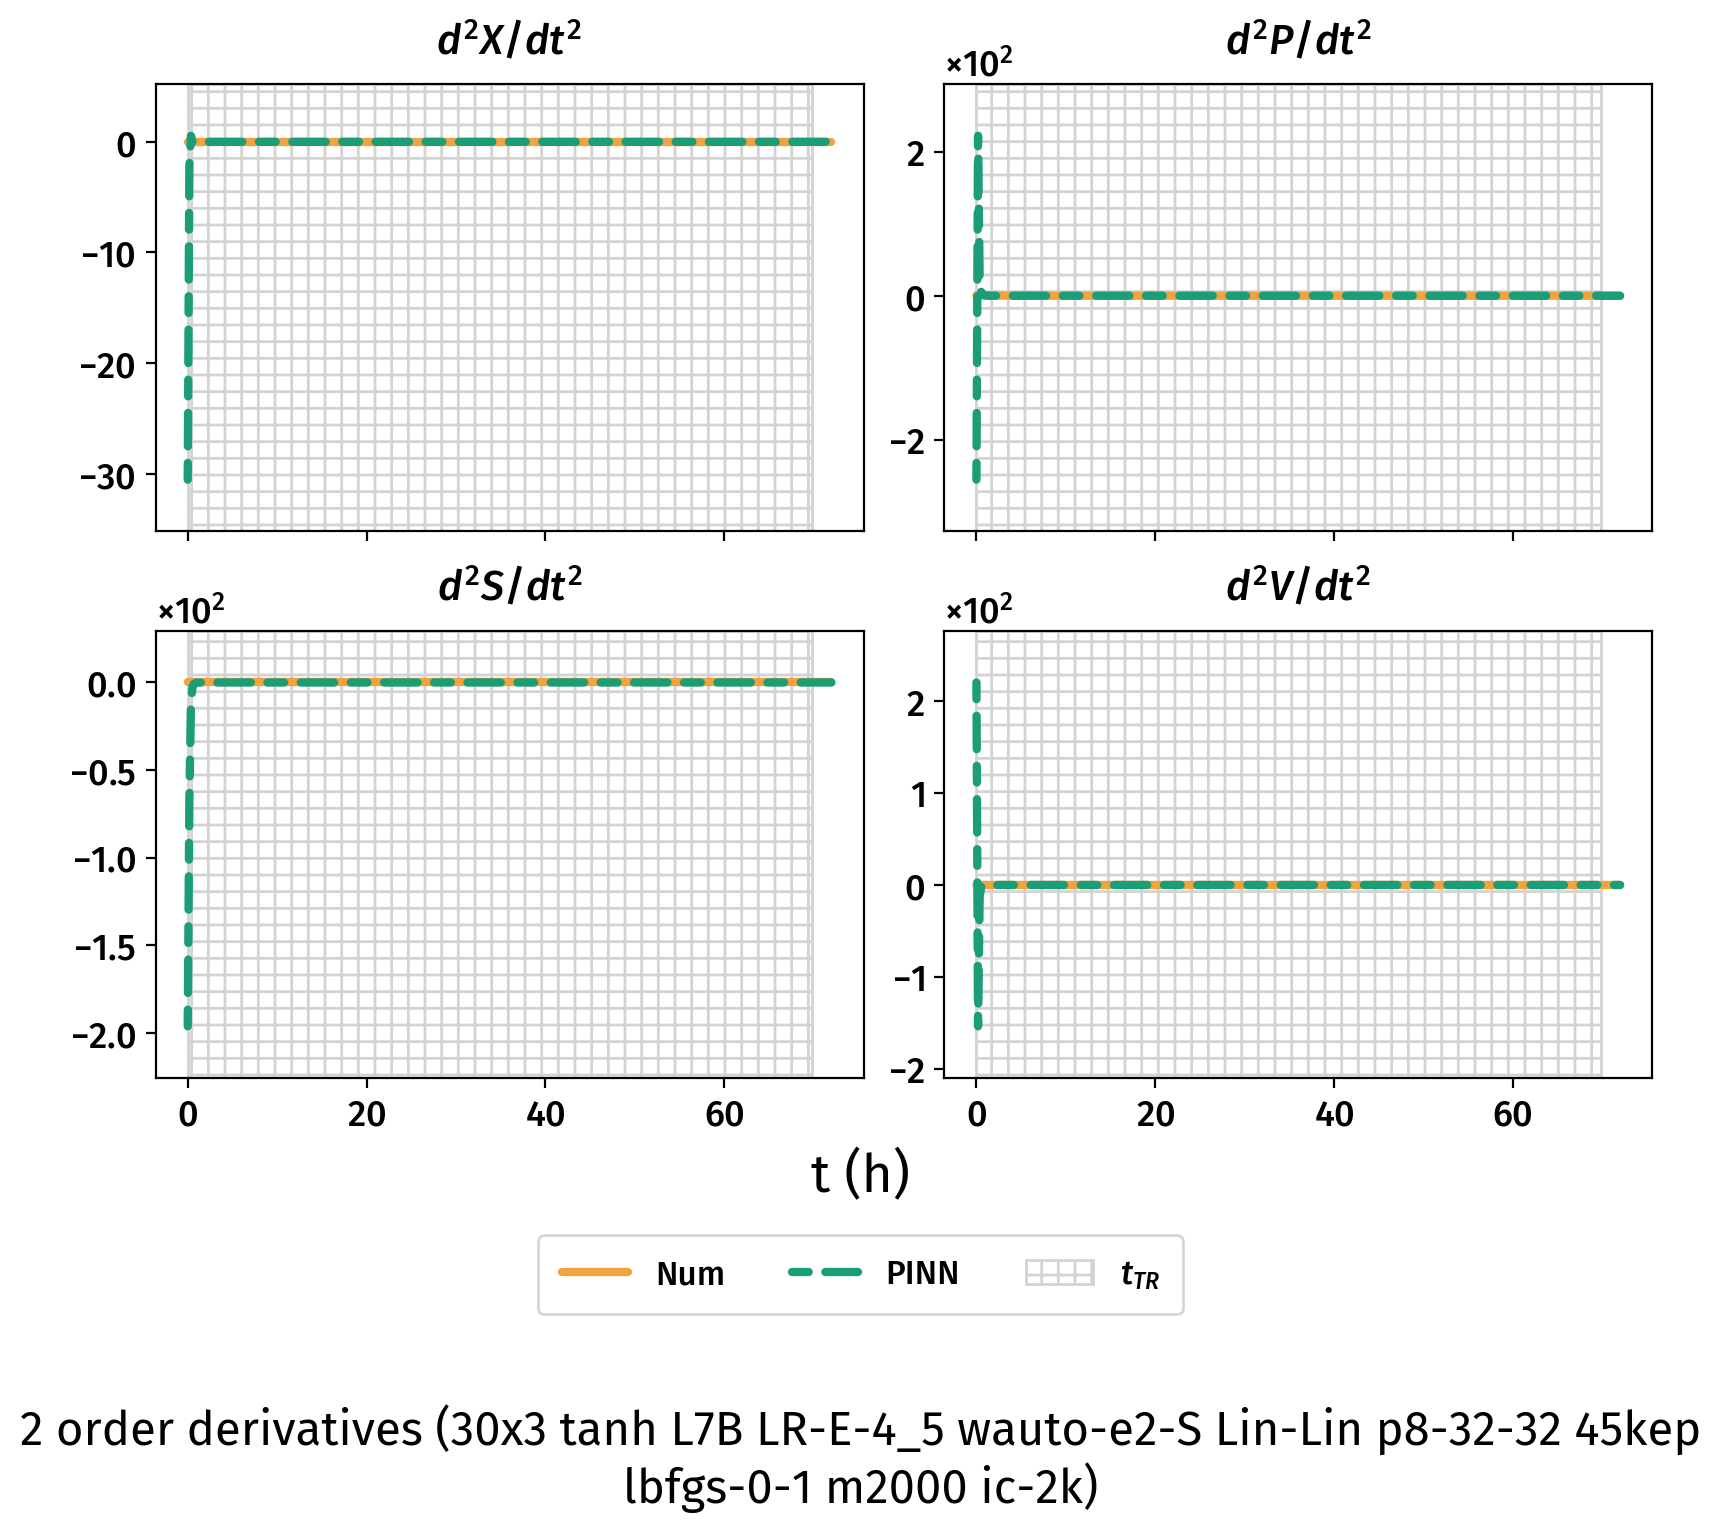 d²X/dt²
0
−10
−20
−30
d²P/dt²
×10²
2
0
−2
d²S/dt²
×10²
0.0
−0.5
−1.0
−1.5
−2.0
0 20 40 60
d²V/dt²
×10²
2
1
0
−1
−2
0 20 40 60
t (h)
Num PINN t_TR
2 order derivatives (30x3 tanh L7B LR-E-4_5 wauto-e2-S Lin-Lin p8-32-32 45kep
lbfgs-0-1 m2000 ic-2k)